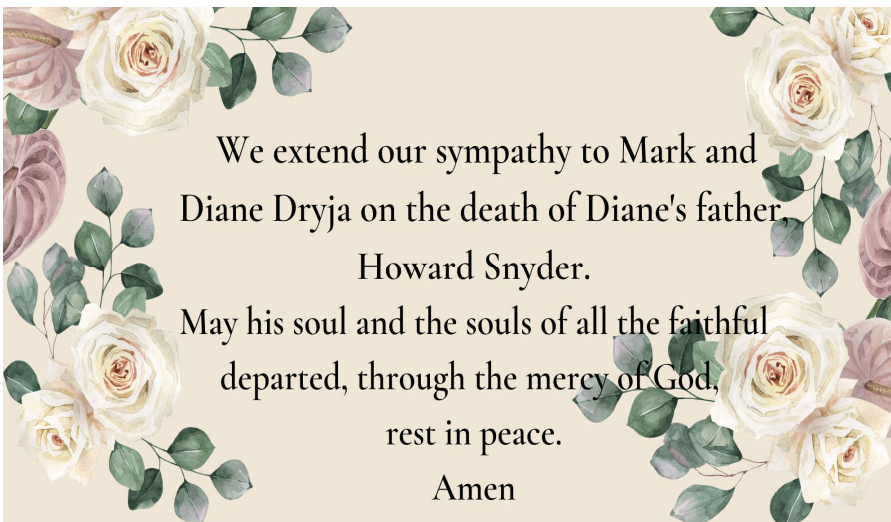 We extend our sympathy to Mark and
Diane Dryja on the death of Diane's father,
Howard Snyder.
May his soul and the souls of all the faithful
departed, through the mercy of God,
rest in peace.
Amen